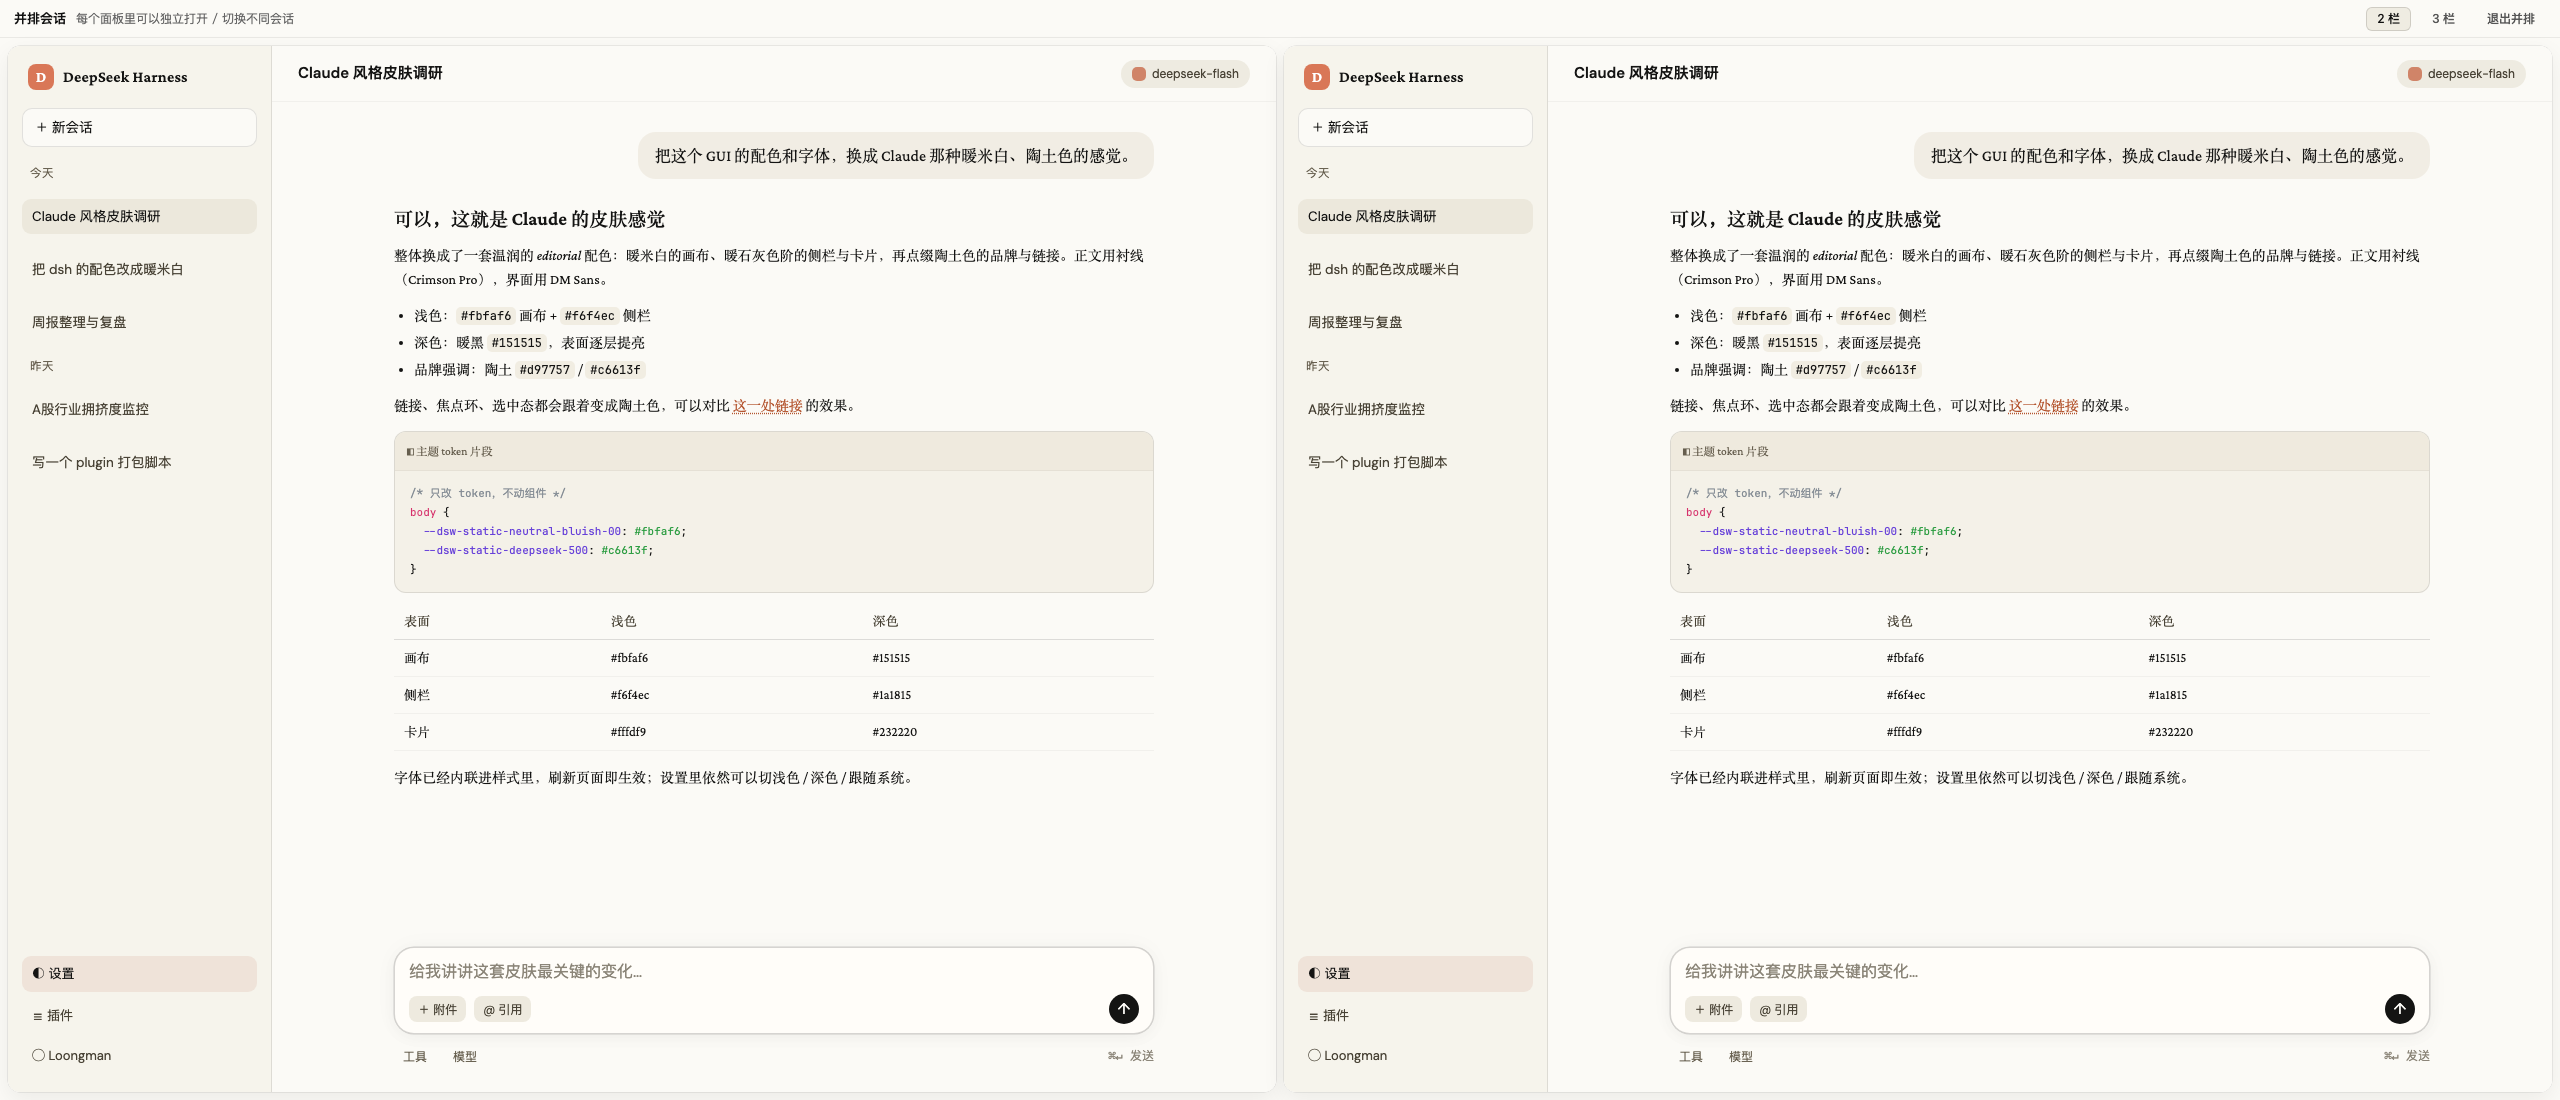 并排会话 每个面板里可以独立打开 / 切换不同会话 2 栏 3 栏 退出并排
D DeepSeek Harness
+ 新会话
今天
Claude 风格皮肤调研
把 dsh 的配色改成暖米白
周报整理与复盘
昨天
A股行业拥挤度监控
写一个 plugin 打包脚本
设置
≡ 插件
Loongman
Claude 风格皮肤调研 deepseek-flash
把这个 GUI 的配色和字体，换成 Claude 那种暖米白、陶土色的感觉。
可以，这就是 Claude 的皮肤感觉
整体换成了一套温润的 editorial 配色：暖米白的画布、暖石灰色阶的侧栏与卡片，再点缀陶土色的品牌与链接。正文用衬线
（Crimson Pro），界面用 DM Sans。
• 浅色：#fbfaf6 画布 + #f6f4ec 侧栏
• 深色：暖黑 #151515，表面逐层提亮
• 品牌强调：陶土 #d97757 / #c6613f
链接、焦点环、选中态都会跟着变成陶土色，可以对比 这一处链接 的效果。
主题 token 片段
/* 只改 token，不动组件 */
body {
--dsw-static-neutral-bluish-00: #fbfaf6;
--dsw-static-deepseek-500: #c6613f;
}
表面 浅色 深色
画布 #fbfaf6 #151515
侧栏 #f6f4ec #1a1815
卡片 #fffdf9 #232220
字体已经内联进样式里，刷新页面即生效；设置里依然可以切浅色 / 深色 / 跟随系统。
给我讲讲这套皮肤最关键的变化…
+ 附件 @ 引用
工具 模型 ⌘↵ 发送
D DeepSeek Harness
+ 新会话
今天
Claude 风格皮肤调研
把 dsh 的配色改成暖米白
周报整理与复盘
昨天
A股行业拥挤度监控
写一个 plugin 打包脚本
设置
≡ 插件
Loongman
Claude 风格皮肤调研 deepseek-flash
把这个 GUI 的配色和字体，换成 Claude 那种暖米白、陶土色的感觉。
可以，这就是 Claude 的皮肤感觉
整体换成了一套温润的 editorial 配色：暖米白的画布、暖石灰色阶的侧栏与卡片，再点缀陶土色的品牌与链接。正文用衬线
（Crimson Pro），界面用 DM Sans。
• 浅色：#fbfaf6 画布 + #f6f4ec 侧栏
• 深色：暖黑 #151515，表面逐层提亮
• 品牌强调：陶土 #d97757 / #c6613f
链接、焦点环、选中态都会跟着变成陶土色，可以对比 这一处链接 的效果。
主题 token 片段
/* 只改 token，不动组件 */
body {
--dsw-static-neutral-bluish-00: #fbfaf6;
--dsw-static-deepseek-500: #c6613f;
}
表面 浅色 深色
画布 #fbfaf6 #151515
侧栏 #f6f4ec #1a1815
卡片 #fffdf9 #232220
字体已经内联进样式里，刷新页面即生效；设置里依然可以切浅色 / 深色 / 跟随系统。
给我讲讲这套皮肤最关键的变化…
+ 附件 @ 引用
工具 模型 ⌘↵ 发送